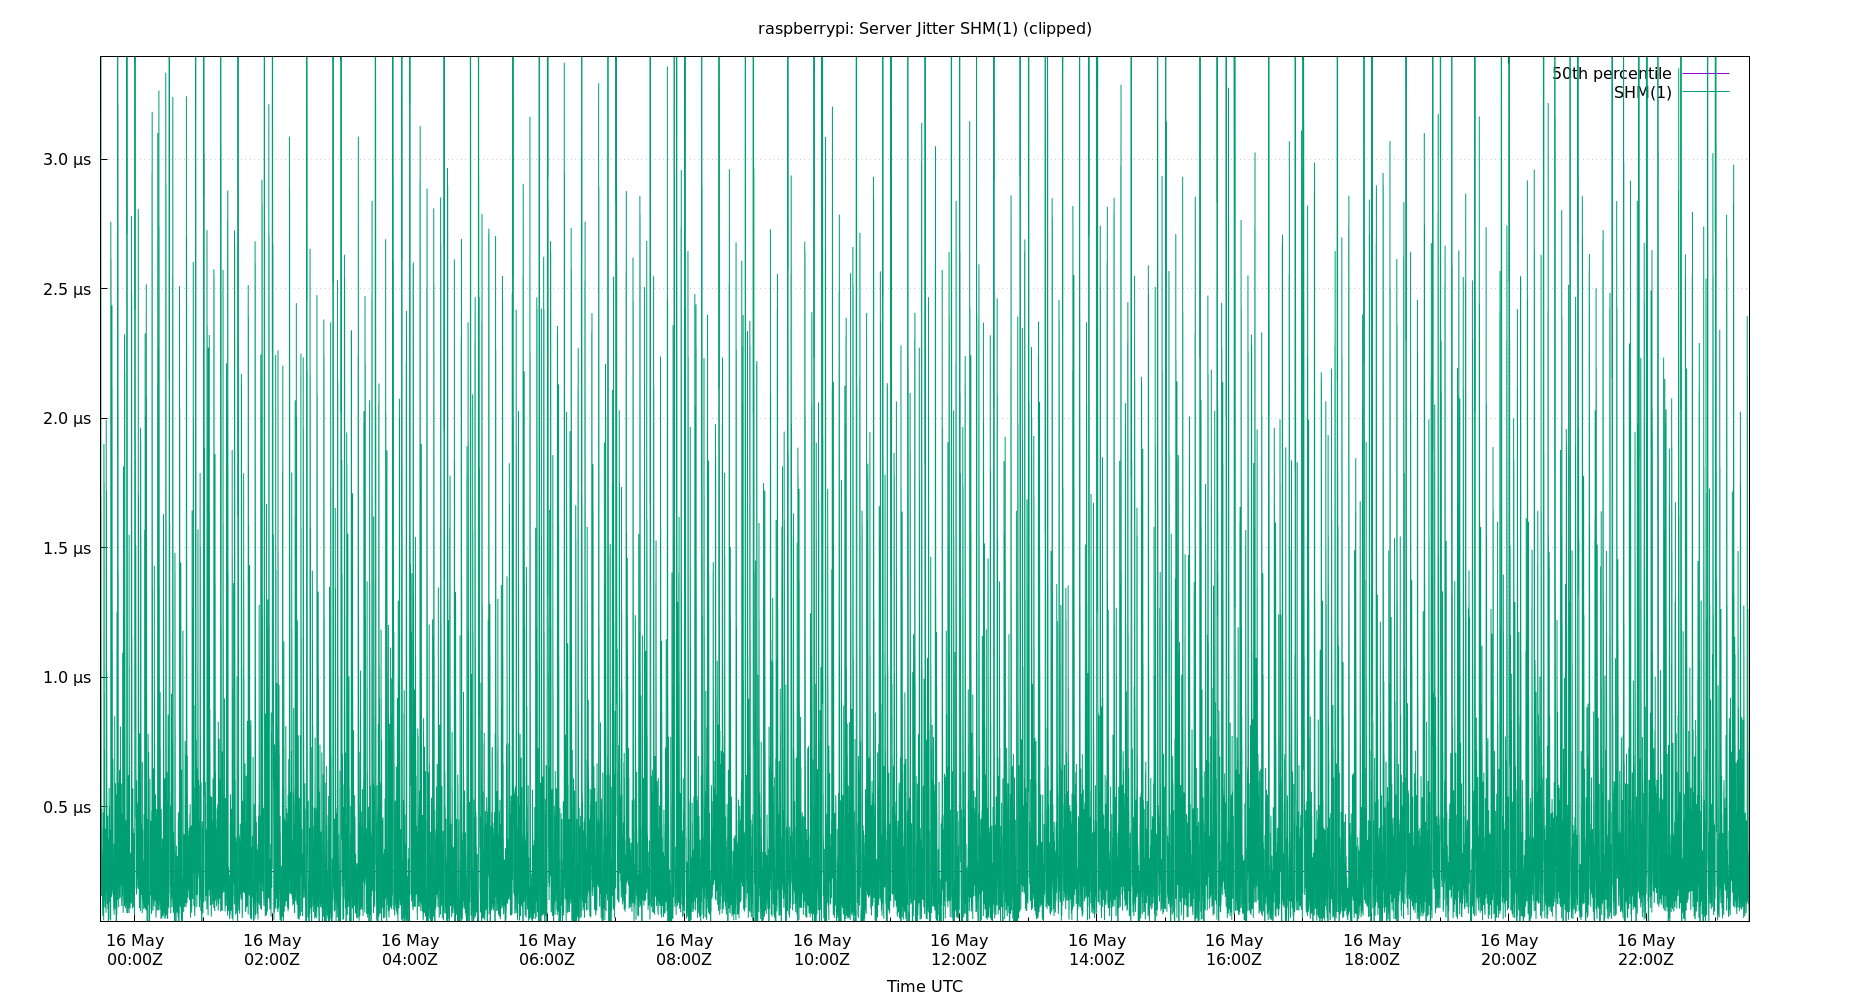 raspberrypi: Server Jitter SHM(1) (clipped)
50th percentile
SHM(1)
3.0 µs
2.5 µs
2.0 µs
1.5 µs
1.0 µs
0.5 µs
16 May 16 May 16 May 16 May 16 May 16 May 16 May 16 May 16 May 16 May 16 May 16 May
00:00Z 02:00Z 04:00Z 06:00Z 08:00Z 10:00Z 12:00Z 14:00Z 16:00Z 18:00Z 20:00Z 22:00Z
Time UTC